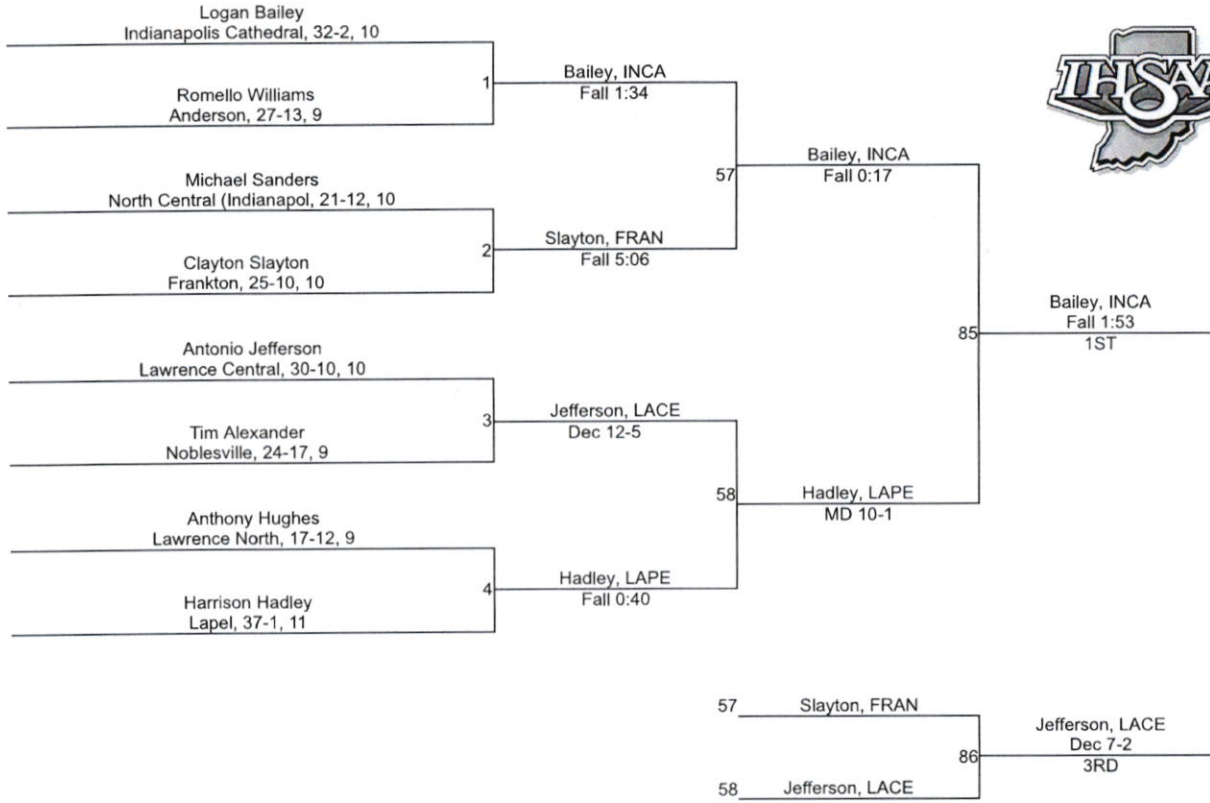 Logan Bailey
Indianapolis Cathedral, 32-2, 10
1
Bailey, INCA
Fall 1:34
Romello Williams
Anderson, 27-13, 9
57
Bailey, INCA
Fall 0:17
Michael Sanders
North Central (Indianapol, 21-12, 10
2
Slayton, FRAN
Fall 5:06
Clayton Slayton
Frankton, 25-10, 10
85
Bailey, INCA
Fall 1:53
1ST
Antonio Jefferson
Lawrence Central, 30-10, 10
3
Jefferson, LACE
Dec 12-5
Tim Alexander
Noblesville, 24-17, 9
58
Hadley, LAPE
MD 10-1
Anthony Hughes
Lawrence North, 17-12, 9
4
Hadley, LAPE
Fall 0:40
Harrison Hadley
Lapel, 37-1, 11
57
Slayton, FRAN
86
Jefferson, LACE
Dec 7-2
3RD
58
Jefferson, LACE
IHSAA